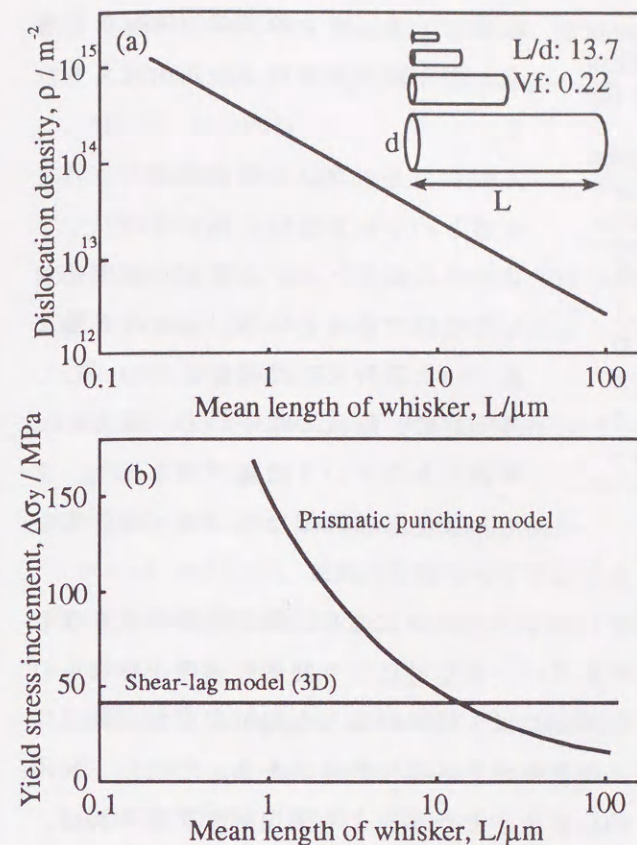 (a)
L/d: 13.7
Vf: 0.22
d
L
Dislocation density, ρ / m⁻²
10¹⁵
10¹⁴
10¹³
10¹²
0.1
1
10
100
Mean length of whisker, L/μm
(b)
Prismatic punching model
Shear-lag model (3D)
Yield stress increment, Δσy / MPa
150
100
50
0
0.1
1
10
100
Mean length of whisker, L/μm